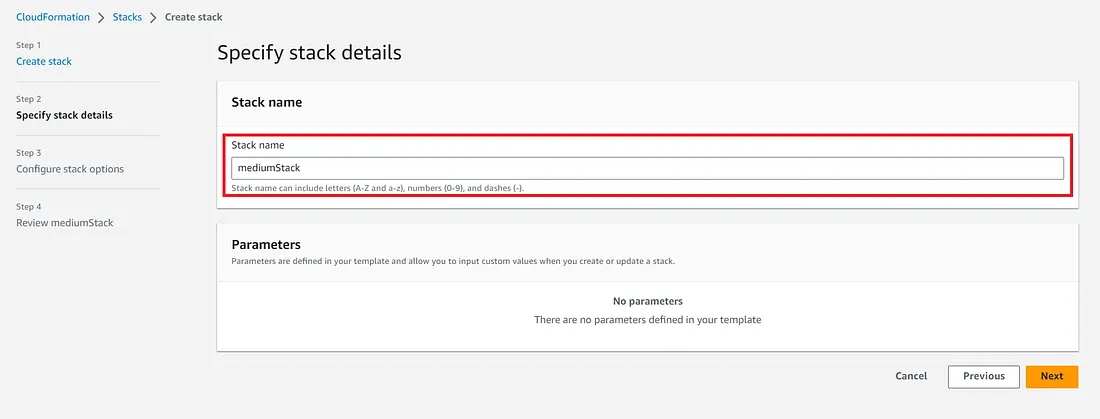 CloudFormation > Stacks > Create stack
Step 1
Create stack
Step 2
Specify stack details
Step 3
Configure stack options
Step 4
Review mediumStack
Specify stack details
Stack name
Stack name
mediumStack
Stack name can include letters (A-Z and a-z), numbers (0-9), and dashes (-).
Parameters
Parameters are defined in your template and allow you to input custom values when you create or update a stack.
No parameters
There are no parameters defined in your template
Cancel Previous Next